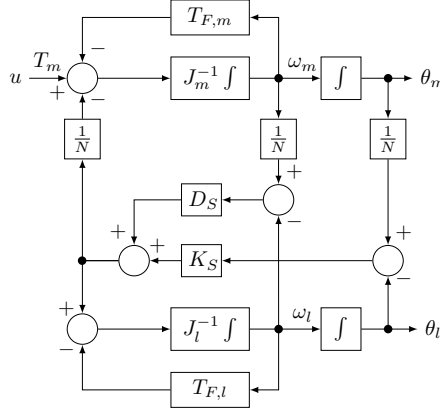 T_{F,m}
−
T_m
u
+
−
J_m^{-1} ∫
ω_m
∫
θ_m
1/N
1/N
1/N
+
D_S
−
+
+
+
K_S
−
+
−
J_l^{-1} ∫
ω_l
∫
θ_l
T_{F,l}